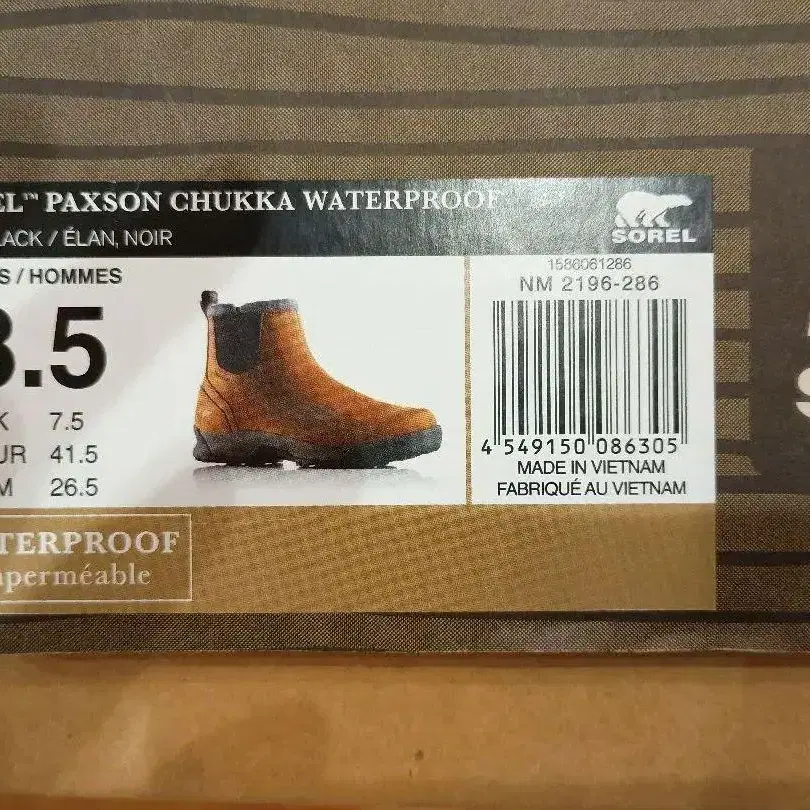 EL™ PAXSON CHUKKA WATERPROOF
LACK / ÉLAN, NOIR
SOREL
S / HOMMES
.5
K 7.5
UR 41.5
M 26.5
1586061286
NM 2196-286
4 549150 086305
MADE IN VIETNAM
FABRIQUÉ AU VIETNAM
TERPROOF
perméable
S